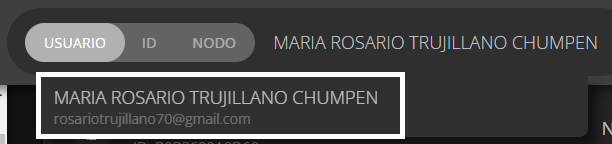 USUARIO ID NODO MARIA ROSARIO TRUJILLANO CHUMPEN
MARIA ROSARIO TRUJILLANO CHUMPEN
rosariotrujillano70@gmail.com
N